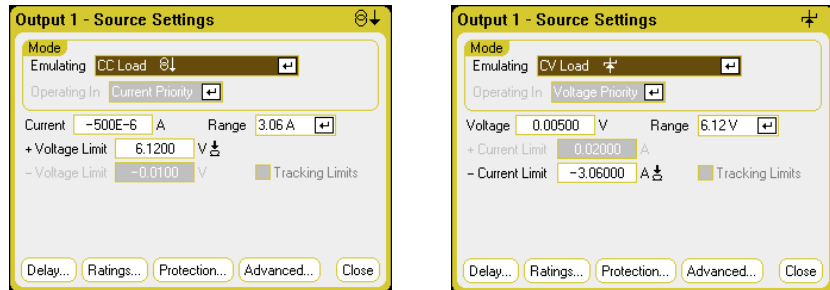 Output 1 - Source Settings
Mode
Emulating CC Load
Operating In Current Priority
Current −500E−6 A Range 3.06 A
+ Voltage Limit 6.1200 V
− Voltage Limit −0.0100 V Tracking Limits
Delay... Ratings... Protection... Advanced... Close
Output 1 - Source Settings
Mode
Emulating CV Load
Operating In Voltage Priority
Voltage 0.00500 V Range 6.12 V
+ Current Limit 0.02000 A
− Current Limit −3.06000 A Tracking Limits
Delay... Ratings... Protection... Advanced... Close